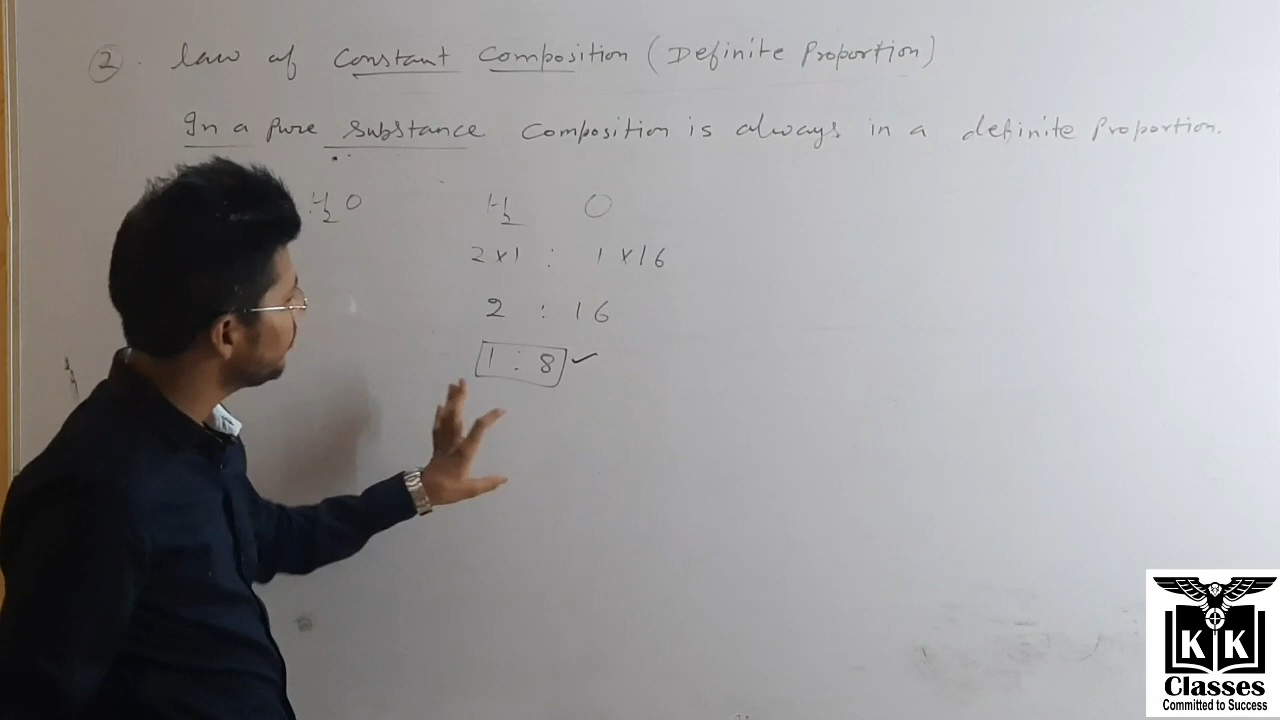 2. Law of Constant Composition (Definite Proportion)
In a pure substance composition is always in a definite proportion.
H2O H2 O
2×1 : 1×16
2 : 16
1 : 8 ✓
K K
Classes
Committed to Success